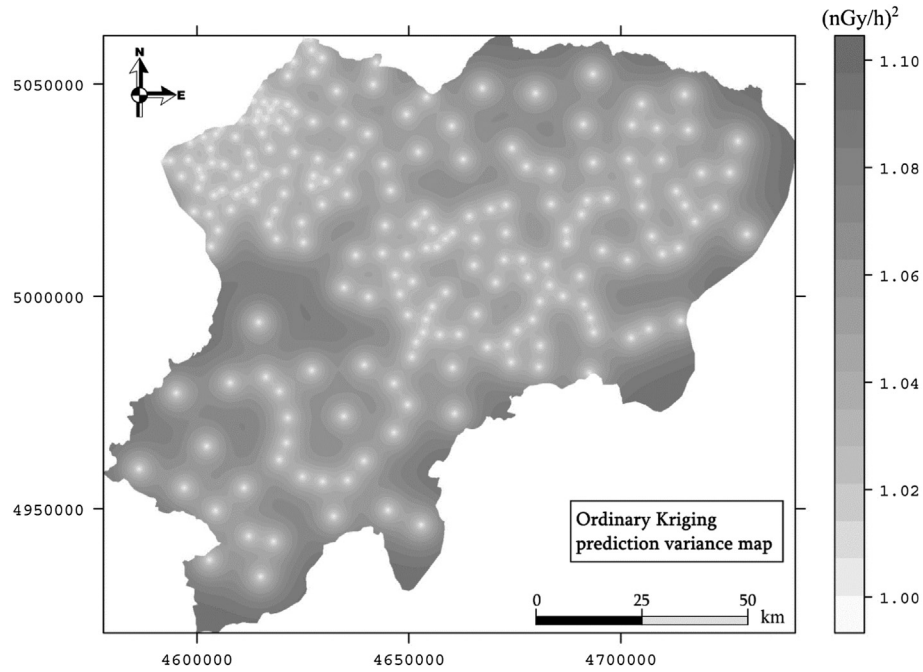 (nGy/h)2
N
E
5050000
5000000
4950000
4600000
4650000
4700000
1.10
1.08
1.06
1.04
1.02
1.00
Ordinary Kriging
prediction variance map
0 25 50
km